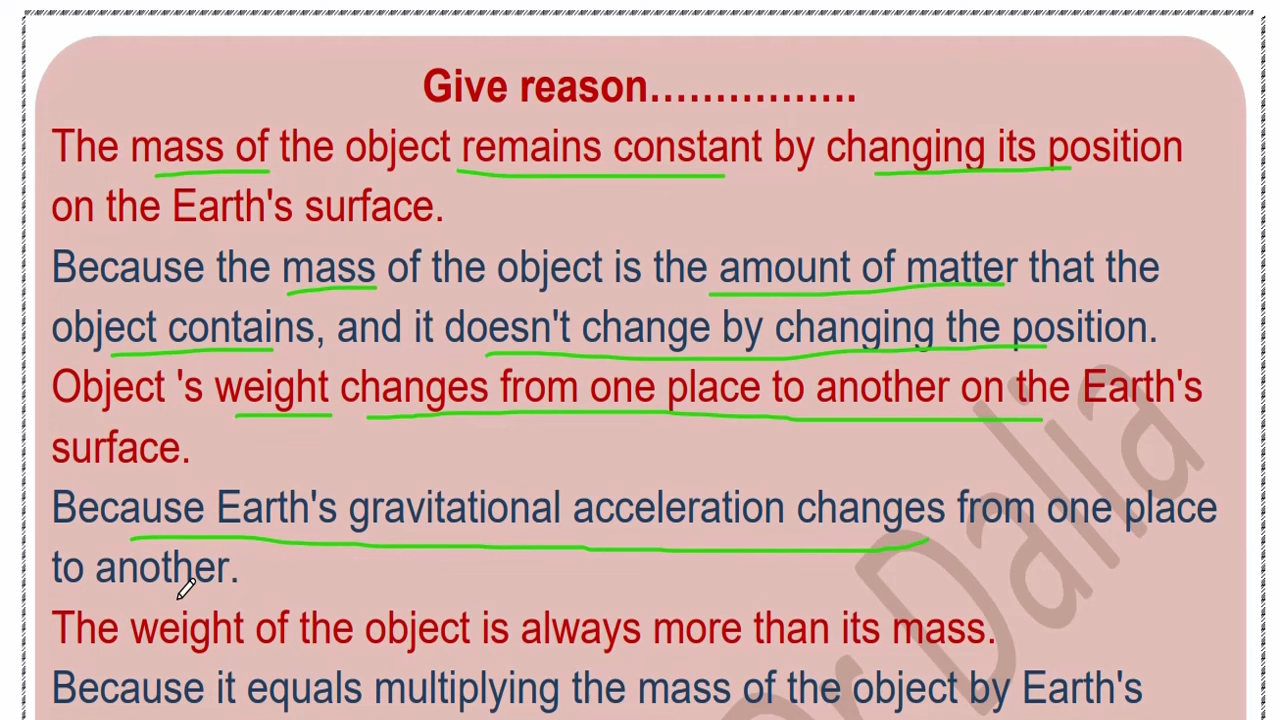 Give reason................
The mass of the object remains constant by changing its position
on the Earth's surface.
Because the mass of the object is the amount of matter that the
object contains, and it doesn't change by changing the position.
Object 's weight changes from one place to another on the Earth's
surface.
Because Earth's gravitational acceleration changes from one place
to another.
The weight of the object is always more than its mass.
Because it equals multiplying the mass of the object by Earth's
Dalia